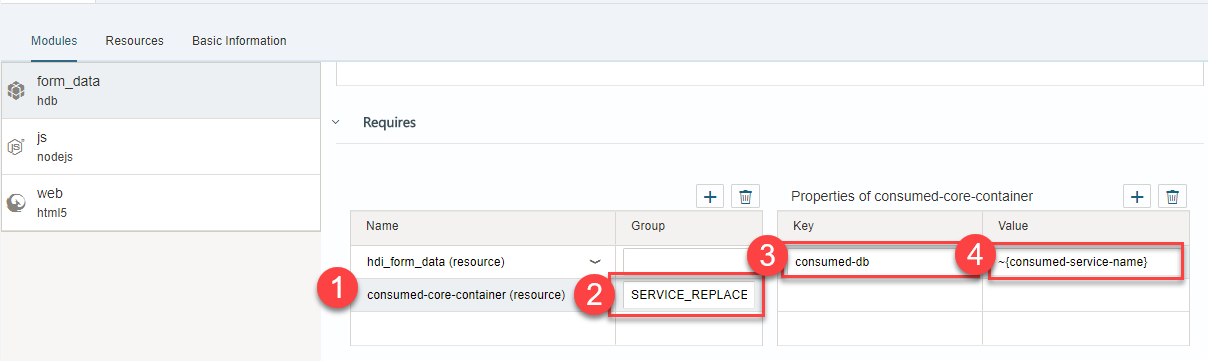 Modules Resources Basic Information
form_data
hdb
js
nodejs
web
html5
Requires
Properties of consumed-core-container
Name Group Key Value
hdi_form_data (resource) 3 consumed-db 4 ~{consumed-service-name}
1 consumed-core-container (resource) 2 SERVICE_REPLACE